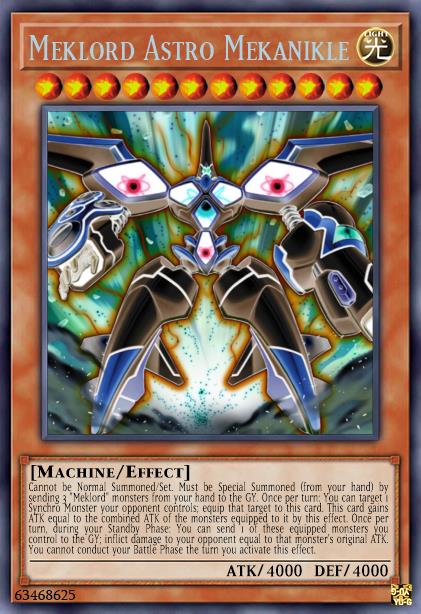 Meklord Astro Mekanikle
LIGHT
光
[Machine/Effect]
Cannot be Normal Summoned/Set. Must be Special Summoned (from your hand) by
sending 3 "Meklord" monsters from your hand to the GY. Once per turn: You can target 1
Synchro Monster your opponent controls; equip that target to this card. This card gains
ATK equal to the combined ATK of the monsters equipped to it by this effect. Once per
turn, during your Standby Phase: You can send 1 of these equipped monsters you
control to the GY; inflict damage to your opponent equal to that monster's original ATK.
You cannot conduct your Battle Phase the turn you activate this effect.
ATK/4000 DEF/4000
63468625